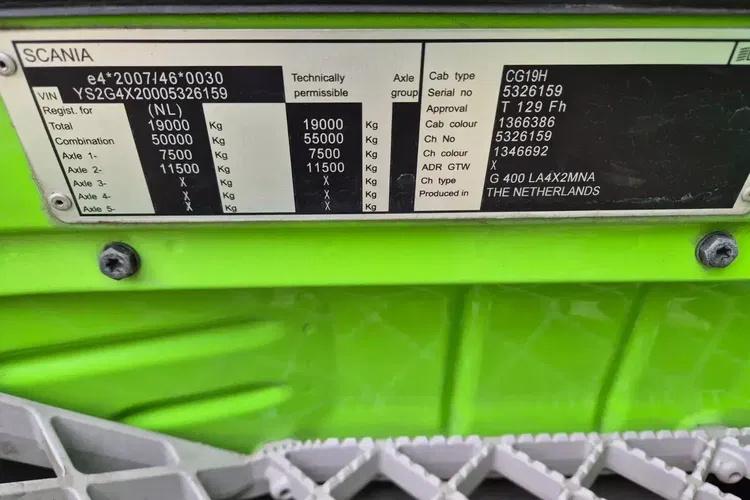 SCANIA
e4*2007/46*0030
VIN YS2G4X20005326159
Technically permissible Axle group
Regist. for (NL)
Total 19000 Kg 19000 Kg
Combination 50000 Kg 55000 Kg
Axle 1- 7500 Kg 7500 Kg
Axle 2- 11500 Kg 11500 Kg
Axle 3- X Kg X Kg
Axle 4- X Kg X Kg
Axle 5- X Kg X Kg
Cab type CG19H
Serial no 5326159
Approval T 129 Fh
Cab colour 1366386
Ch No 5326159
Ch colour 1346692
ADR GTW X
Ch type G 400 LA4X2MNA
Produced in THE NETHERLANDS